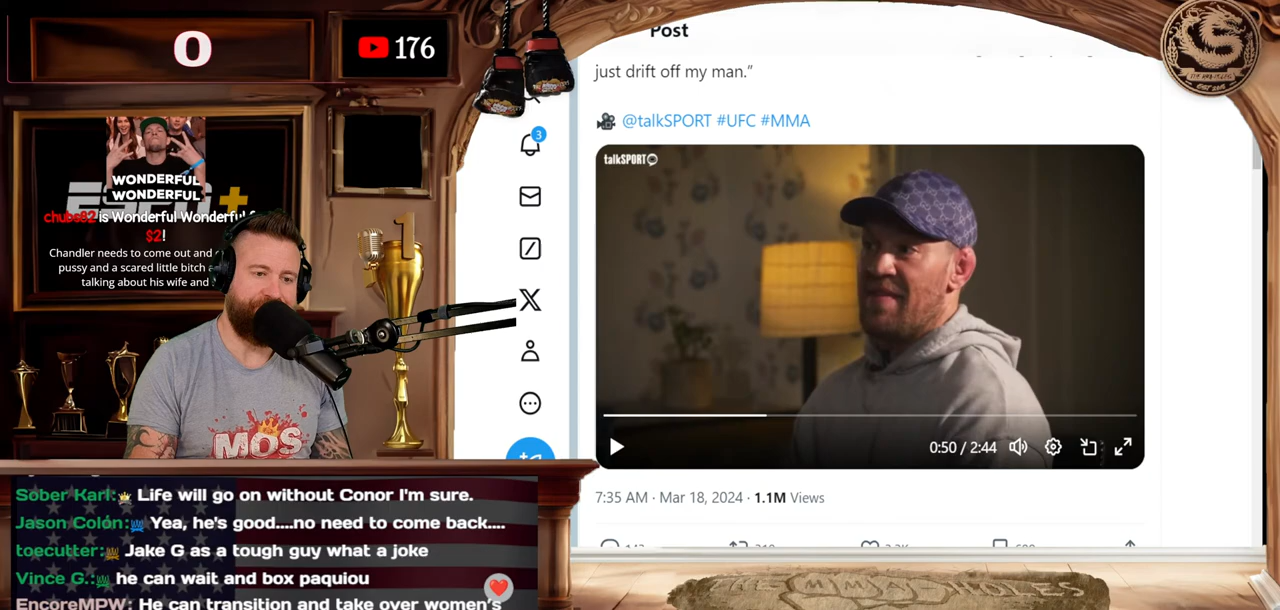 0
176
WONDERFUL
WONDERFUL
ESPN+
chubs82 is Wonderful Wonderful
$2!
Chandler needs to come out and
pussy and a scared little bitch
talking about his wife and
1
MOS
Post
just drift off my man.”
@talkSPORT #UFC #MMA
3
talkSPORT
0:50 / 2:44
7:35 AM · Mar 18, 2024 · 1.1M Views
Sober Karl: Life will go on without Conor I'm sure.
Jason Colón: Yea, he's good....no need to come back....
toecutter: Jake G as a tough guy what a joke
Vince G.: he can wait and box paquiou
EncoreMPW: He can transition and take over women's
THE MMA HOLES